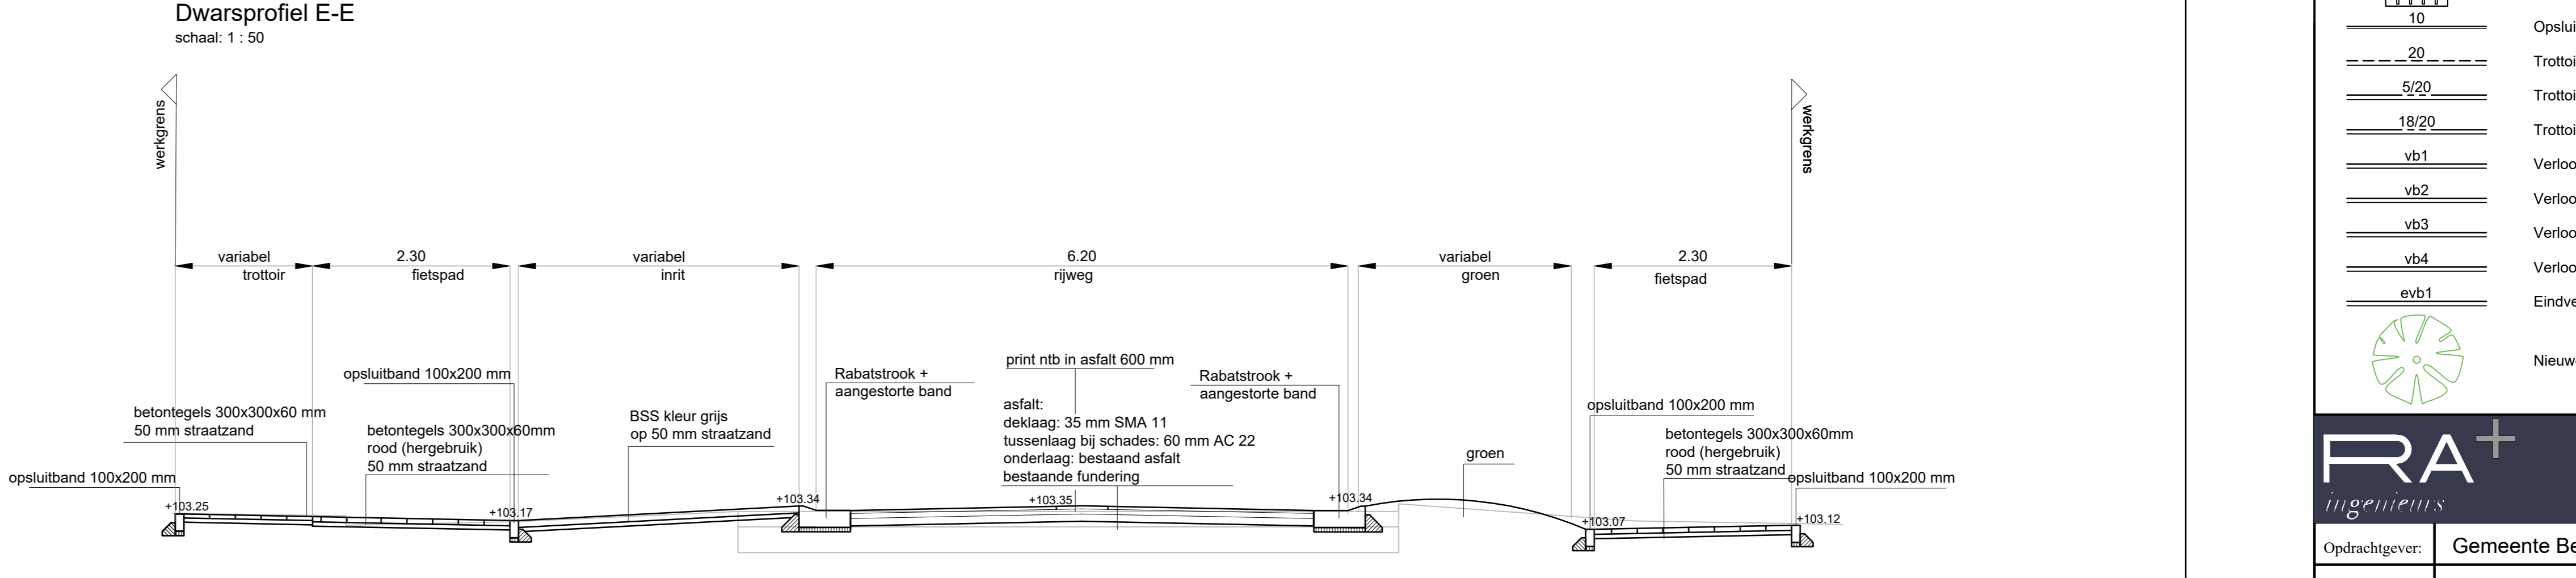 Dwarsprofiel E-E
schaal: 1 : 50
werkgrens
werkgrens
variabel
trottoir
2.30
fietspad
variabel
inrit
6.20
rijweg
variabel
groen
2.30
fietspad
opsluitband 100x200 mm
betontegels 300x300x60 mm
50 mm straatzand
opsluitband 100x200 mm
betontegels 300x300x60mm
rood (hergebruik)
50 mm straatzand
BSS kleur grijs
op 50 mm straatzand
Rabatstrook +
aangestorte band
print ntb in asfalt 600 mm
asfalt:
deklaag: 35 mm SMA 11
tussenlaag bij schades: 60 mm AC 22
onderlaag: bestaand asfalt
bestaande fundering
Rabatstrook +
aangestorte band
groen
opsluitband 100x200 mm
betontegels 300x300x60mm
rood (hergebruik)
50 mm straatzand
opsluitband 100x200 mm
+103.25
+103.17
+103.34
+103.35
+103.34
+103.07
+103.12
10
Opslui
20
Trottoi
5/20
Trottoi
18/20
Trottoi
vb1
Verloo
vb2
Verloo
vb3
Verloo
vb4
Verloo
evb1
Eindve
Nieuw
RA+
ingenieurs
Opdrachtgever:
Gemeente Be